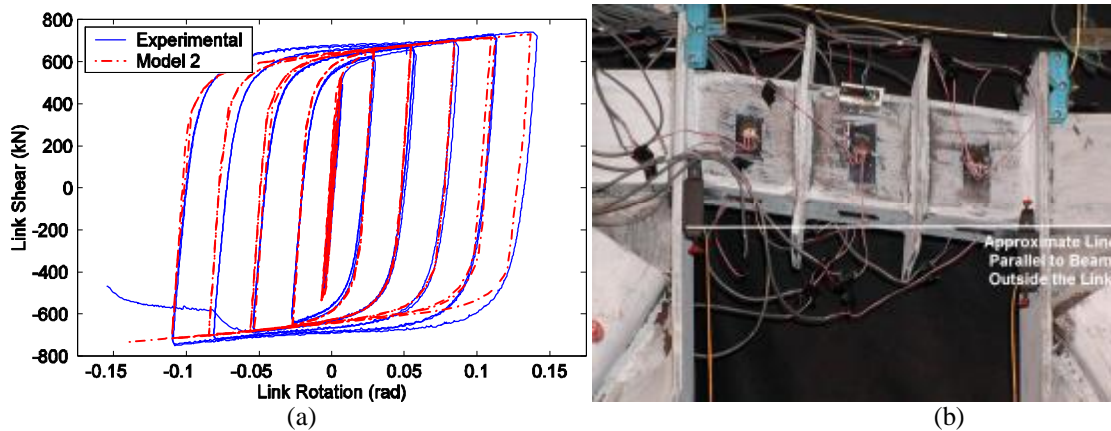 800
600
400
200
0
-200
-400
-600
-800
Link Shear (kN)
Experimental
Model 2
-0.15 -0.1 -0.05 0 0.05 0.1 0.15
Link Rotation (rad)
(a)
Approximate Line
Parallel to Beam
Outside the Link
(b)